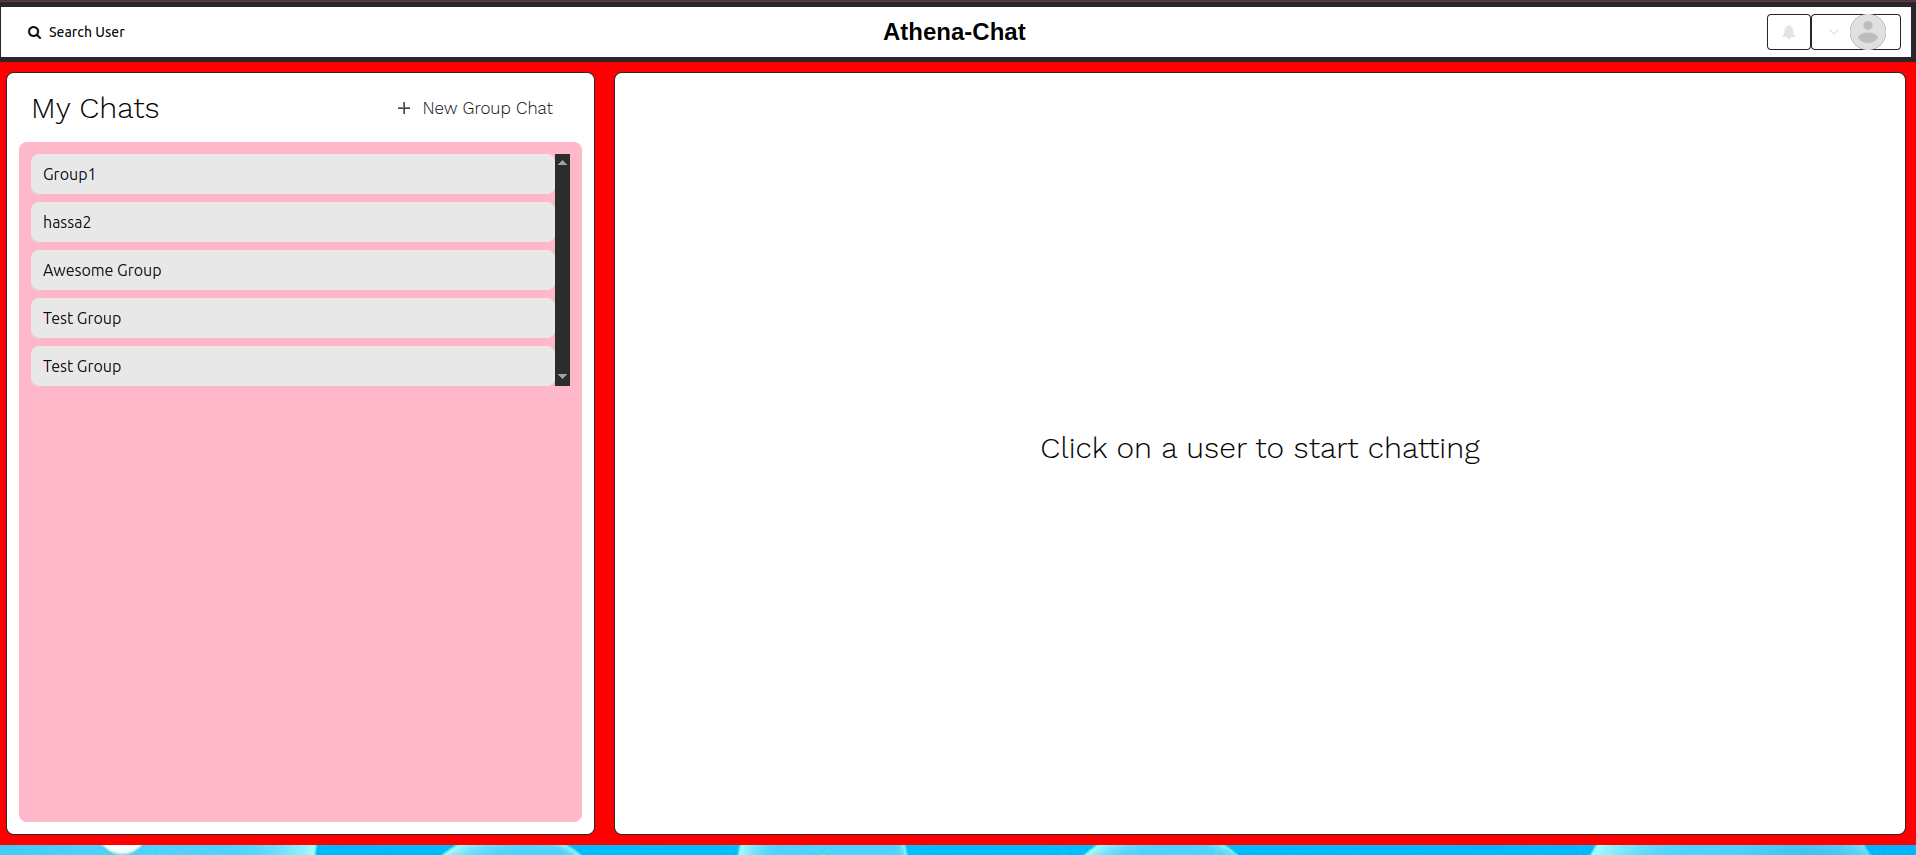 Search User
Athena-Chat
My Chats
New Group Chat
Group1
hassa2
Awesome Group
Test Group
Test Group
Click on a user to start chatting